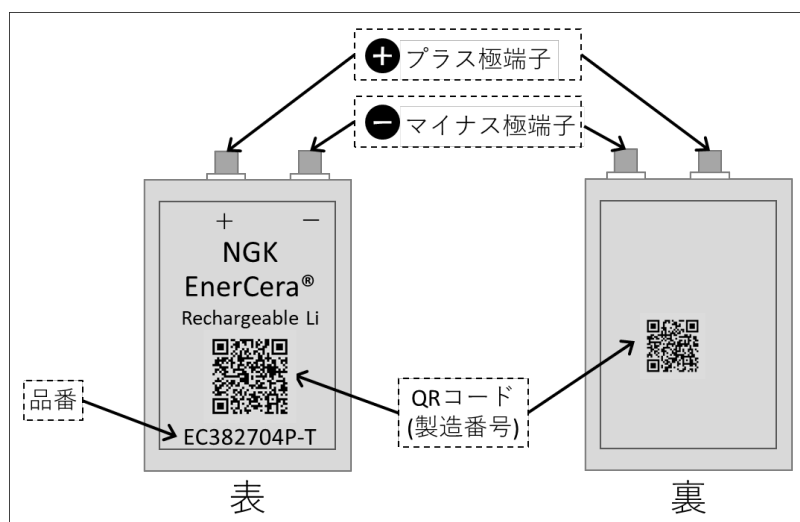 + プラス極端子
− マイナス極端子
+ −
NGK
EnerCera®
Rechargeable Li
品番
EC382704P-T
QRコード
(製造番号)
表
裏